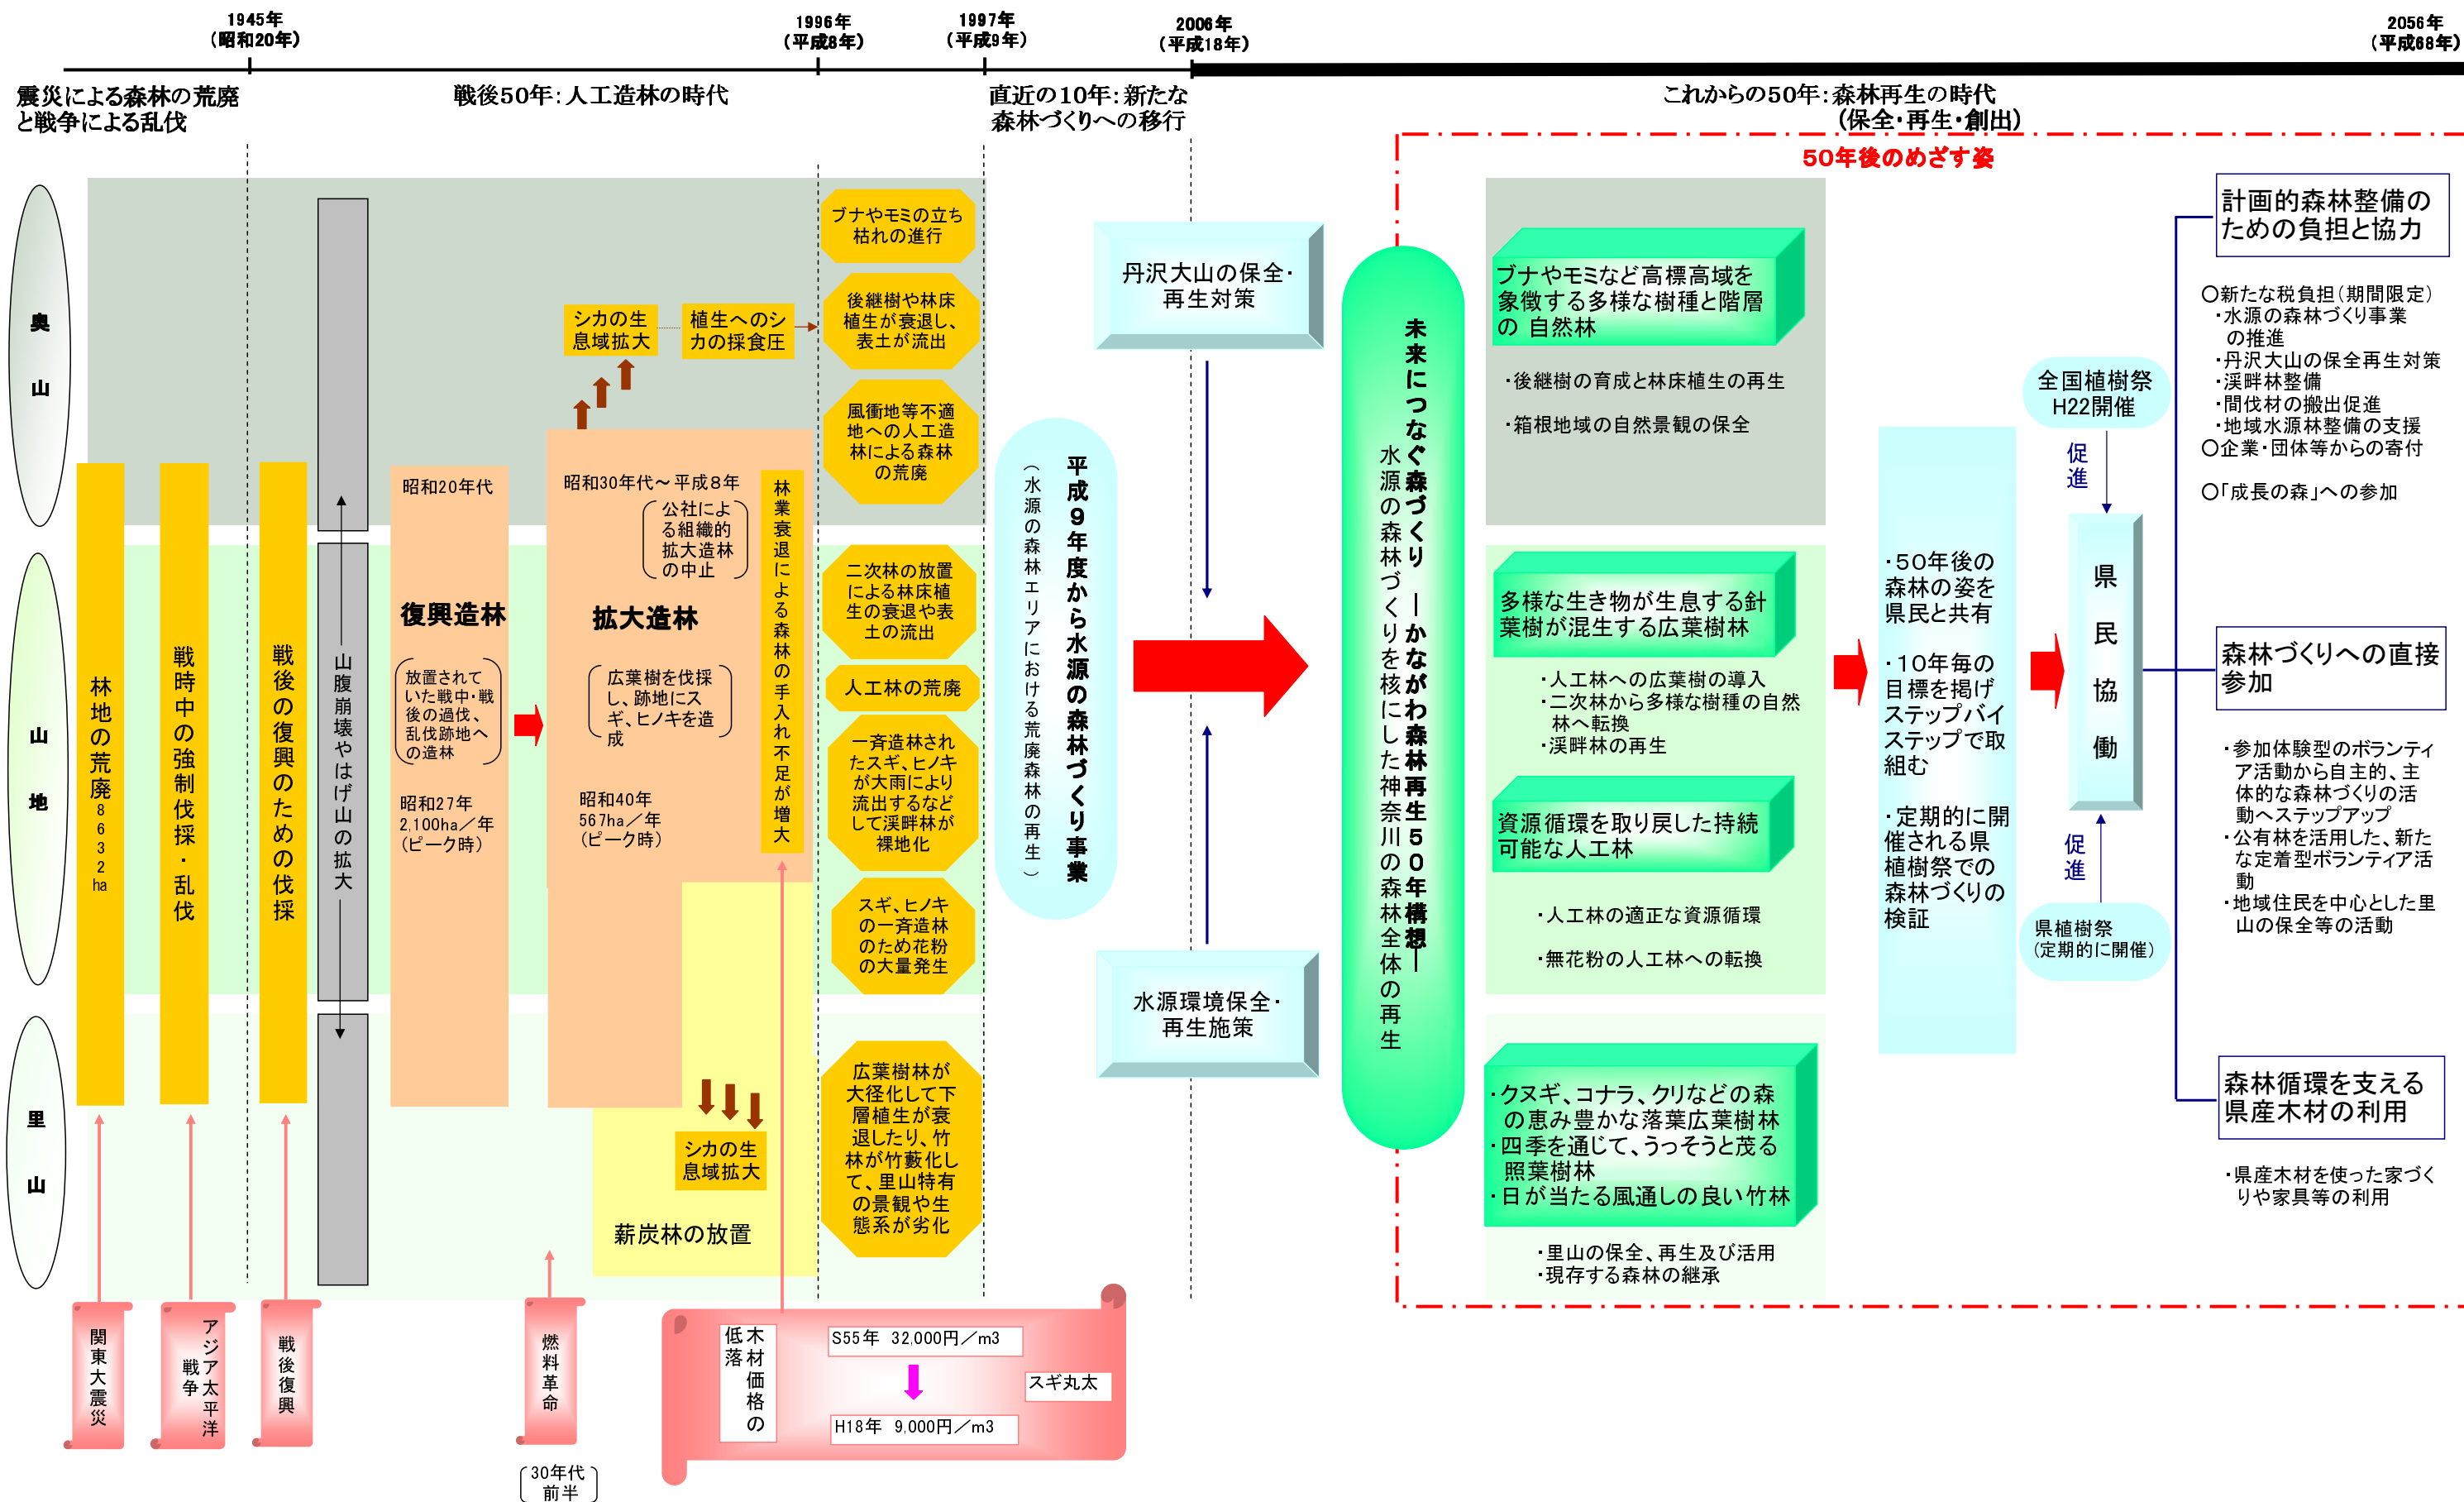 1945年
(昭和20年)
1996年
(平成8年)
1997年
(平成9年)
2006年
(平成18年)
2056年
(平成68年)
震災による森林の荒廃
と戦争による乱伐
戦後50年:人工造林の時代
直近の10年:新たな
森林づくりへの移行
これからの50年:森林再生の時代
(保全・再生・創出)
50年後のめざす姿
奥山
山地
里山
林地の荒廃8632ha
戦時中の強制伐採・乱伐
戦後の復興のための伐採
山腹崩壊やはげ山の拡大
昭和20年代
復興造林
放置されて
いた戦中・戦
後の過伐、
乱伐跡地へ
の造林
昭和27年
2,100ha/年
(ピーク時)
昭和30年代~平成8年
公社によ
る組織的
拡大造林
の中止
拡大造林
広葉樹を伐採
し、跡地にス
ギ、ヒノキを造
成
昭和40年
567ha/年
(ピーク時)
林業衰退による森林の手入れ不足が増大
シカの生
息域拡大
植生へのシ
カの採食圧
シカの生
息域拡大
薪炭林の放置
ブナやモミの立ち
枯れの進行
後継樹や林床
植生が衰退し、
表土が流出
風衝地等不適
地への人工造
林による森林
の荒廃
二次林の放置
による林床植
生の衰退や表
土の流出
人工林の荒廃
一斉造林され
たスギ、ヒノキ
が大雨により
流出するなど
して渓畔林が
裸地化
スギ、ヒノキ
の一斉造林
のため花粉
の大量発生
広葉樹林が
大径化して下
層植生が衰
退したり、竹
林が竹藪化し
て、里山特有
の景観や生
態系が劣化
関東大震災
アジア太平洋
戦争
戦後復興
燃料革命
30年代
前半
木材価格の
低落
S55年 32,000円/m3
H18年 9,000円/m3
スギ丸太
平成9年度から水源の森林づくり事業
(水源の森林エリアにおける荒廃森林の再生)
丹沢大山の保全・
再生対策
水源環境保全・
再生施策
未来につなぐ森づくり ―かながわ森林再生50年構想―
水源の森林づくりを核にした神奈川の森林全体の再生
ブナやモミなど高標高域を
象徴する多様な樹種と階層
の 自然林
・後継樹の育成と林床植生の再生
・箱根地域の自然景観の保全
多様な生き物が生息する針
葉樹が混生する広葉樹林
・人工林への広葉樹の導入
・二次林から多様な樹種の自然
林へ転換
・渓畔林の再生
資源循環を取り戻した持続
可能な人工林
・人工林の適正な資源循環
・無花粉の人工林への転換
・クヌギ、コナラ、クリなどの森
の恵み豊かな落葉広葉樹林
・四季を通じて、うっそうと茂る
照葉樹林
・日が当たる風通しの良い竹林
・里山の保全、再生及び活用
・現存する森林の継承
・50年後の
森林の姿を
県民と共有
・10年毎の
目標を掲げ
ステップバイ
ステップで取
組む
・定期的に開
催される県
植樹祭での
森林づくりの
検証
全国植樹祭
H22開催
促進
県民協働
促進
県植樹祭
(定期的に開催)
計画的森林整備の
ための負担と協力
○新たな税負担(期間限定)
・水源の森林づくり事業
の推進
・丹沢大山の保全再生対策
・渓畔林整備
・間伐材の搬出促進
・地域水源林整備の支援
○企業・団体等からの寄付
○「成長の森」への参加
森林づくりへの直接
参加
・参加体験型のボランティ
ア活動から自主的、主
体的な森林づくりの活
動へステップアップ
・公有林を活用した、新た
な定着型ボランティア活
動
・地域住民を中心とした里
山の保全等の活動
森林循環を支える
県産木材の利用
・県産木材を使った家づく
りや家具等の利用